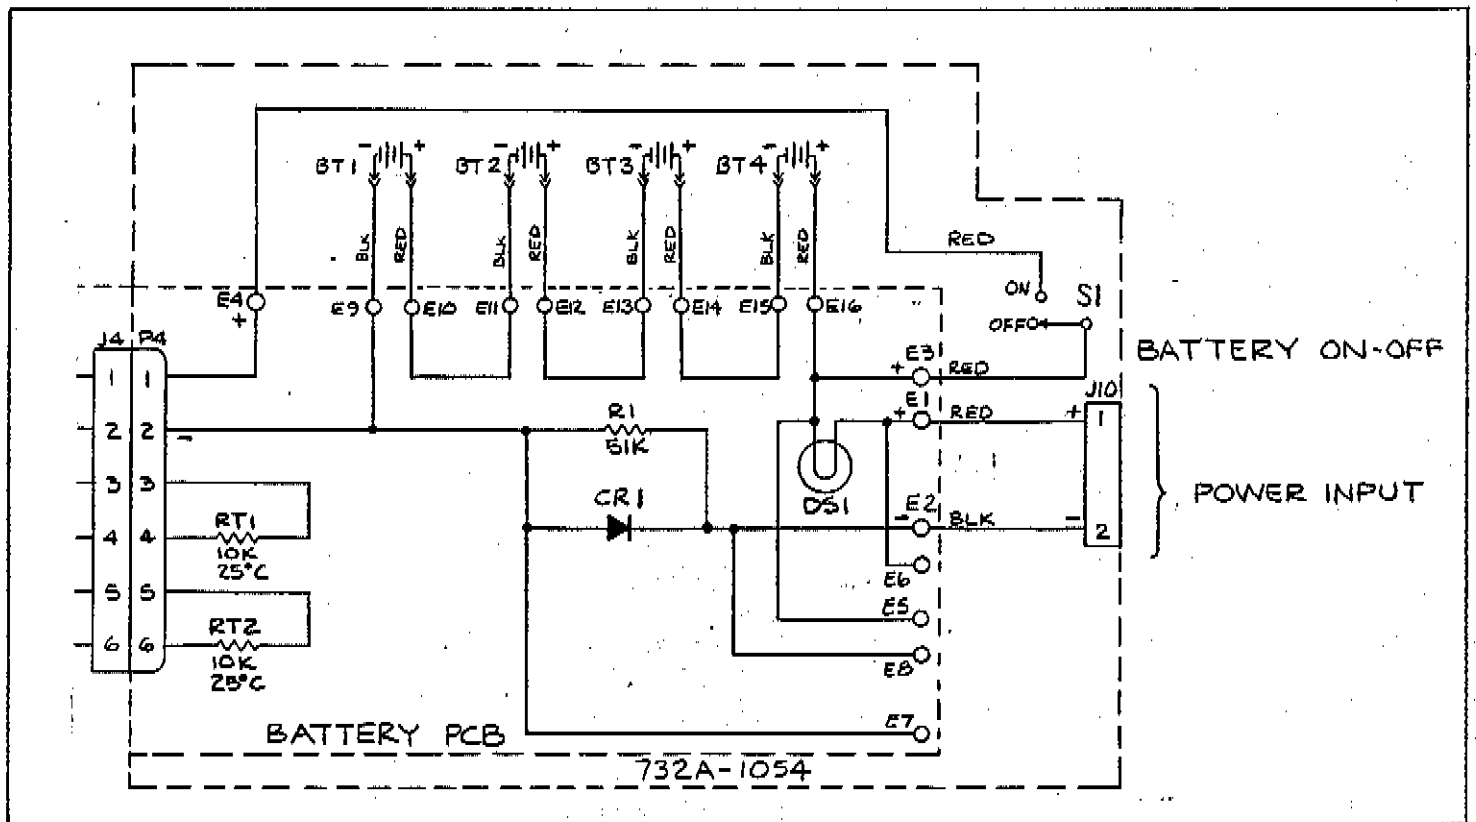 BT1 - + BT2 - + BT3 - + BT4 - +
BLK RED BLK RED BLK RED BLK RED
RED
E4 + E9 E10 E11 E12 E13 E14 E15 E16
ON
S1
OFF
BATTERY ON-OFF
J4 P4
1 1
2 2 -
3 3
4 4
5 5
6 6
+ E3 RED
+ E1 RED + 1
J10
R1
51K
DS1
CR1
- E2 BLK - 2
POWER INPUT
RT1
10K
25°C
RT2
10K
25°C
E6
E5
E8
E7
BATTERY PCB
732A-1054